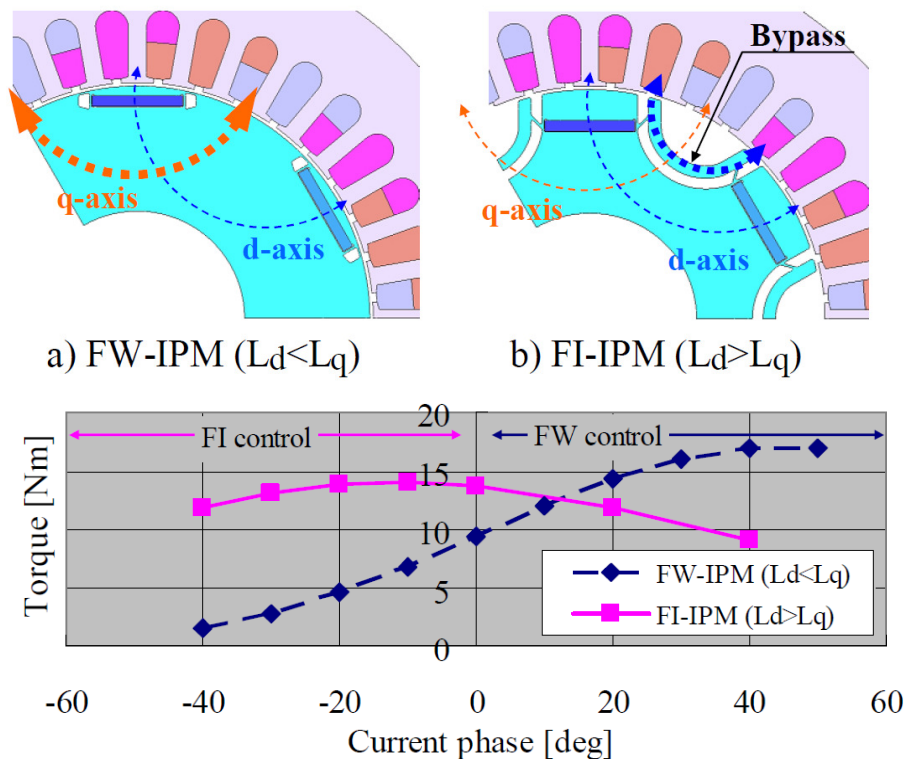 Bypass
q-axis
d-axis
q-axis
d-axis
a) FW-IPM (Ld<Lq)
b) FI-IPM (Ld>Lq)
Torque [Nm]
20
15
10
5
0
FI control
FW control
FW-IPM (Ld<Lq)
FI-IPM (Ld>Lq)
-60 -40 -20 0 20 40 60
Current phase [deg]